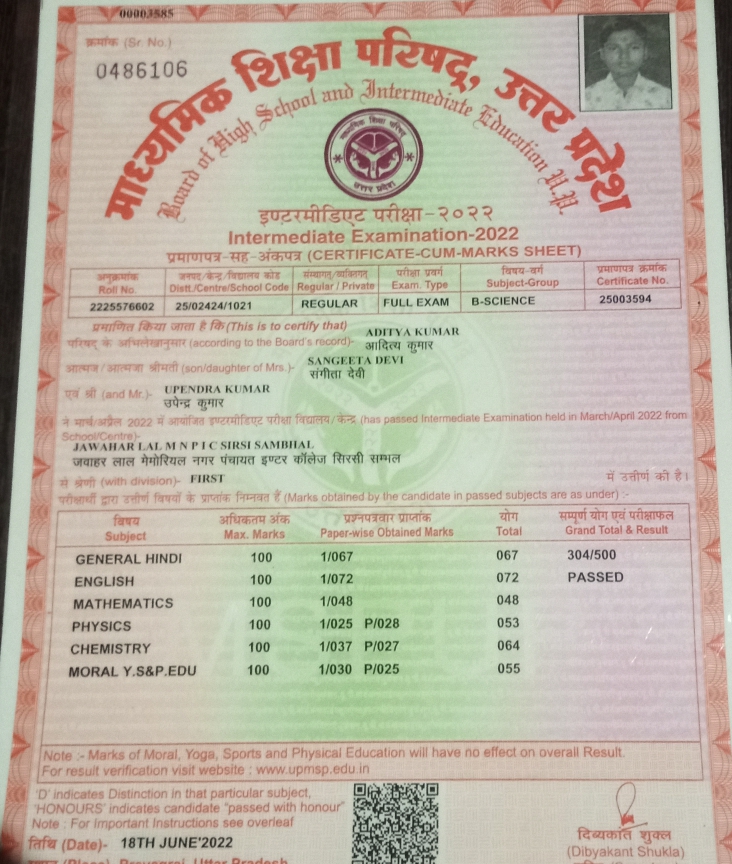 00003585
क्रमांक (Sr. No.)
0486106
माध्यमिक शिक्षा परिषद, उत्तर प्रदेश
Board of High School and Intermediate Education U.P.
माध्यमिक शिक्षा परिषद
उत्तर प्रदेश
इण्टरमीडिएट परीक्षा-२०२२
Intermediate Examination-2022
प्रमाणपत्र-सह-अंकपत्र (CERTIFICATE-CUM-MARKS SHEET)
अनुक्रमांक जनपद/केन्द्र/विद्यालय कोड संस्थागत/व्यक्तिगत परीक्षा प्रवर्ग विषय-वर्ग प्रमाणपत्र क्रमांक
Roll No. Distt./Centre/School Code Regular / Private Exam. Type Subject-Group Certificate No.
2225576602 25/02424/1021 REGULAR FULL EXAM B-SCIENCE 25003594
प्रमाणित किया जाता है कि (This is to certify that) ADITYA KUMAR
परिषद के अभिलेखानुसार (according to the Board's record)- आदित्य कुमार
आत्मज/आत्मजा श्रीमती (son/daughter of Mrs.)- SANGEETA DEVI
संगीता देवी
एवं श्री (and Mr.)- UPENDRA KUMAR
उपेन्द्र कुमार
ने मार्च/अप्रैल 2022 में आयोजित इण्टरमीडिएट परीक्षा विद्यालय/केन्द्र (has passed Intermediate Examination held in March/April 2022 from
School/Centre)-
JAWAHAR LAL M N P I C SIRSI SAMBHAL
जवाहर लाल मेमोरियल नगर पंचायत इण्टर कॉलेज सिरसी सम्भल
से श्रेणी (with division)- FIRST में उत्तीर्ण की है।
परीक्षार्थी द्वारा उत्तीर्ण विषयों के प्राप्तांक निम्नवत हैं (Marks obtained by the candidate in passed subjects are as under) :-
विषय अधिकतम अंक प्रश्नपत्रवार प्राप्तांक योग सम्पूर्ण योग एवं परीक्षाफल
Subject Max. Marks Paper-wise Obtained Marks Total Grand Total & Result
GENERAL HINDI 100 1/067 067 304/500
ENGLISH 100 1/072 072 PASSED
MATHEMATICS 100 1/048 048
PHYSICS 100 1/025 P/028 053
CHEMISTRY 100 1/037 P/027 064
MORAL Y.S&P.EDU 100 1/030 P/025 055
Note :- Marks of Moral, Yoga, Sports and Physical Education will have no effect on overall Result.
For result verification visit website : www.upmsp.edu.in
'D' indicates Distinction in that particular subject,
'HONOURS' indicates candidate "passed with honour"
Note : For Important Instructions see overleaf
तिथि (Date)- 18TH JUNE'2022
दिव्यकांत शुक्ल
(Dibyakant Shukla)